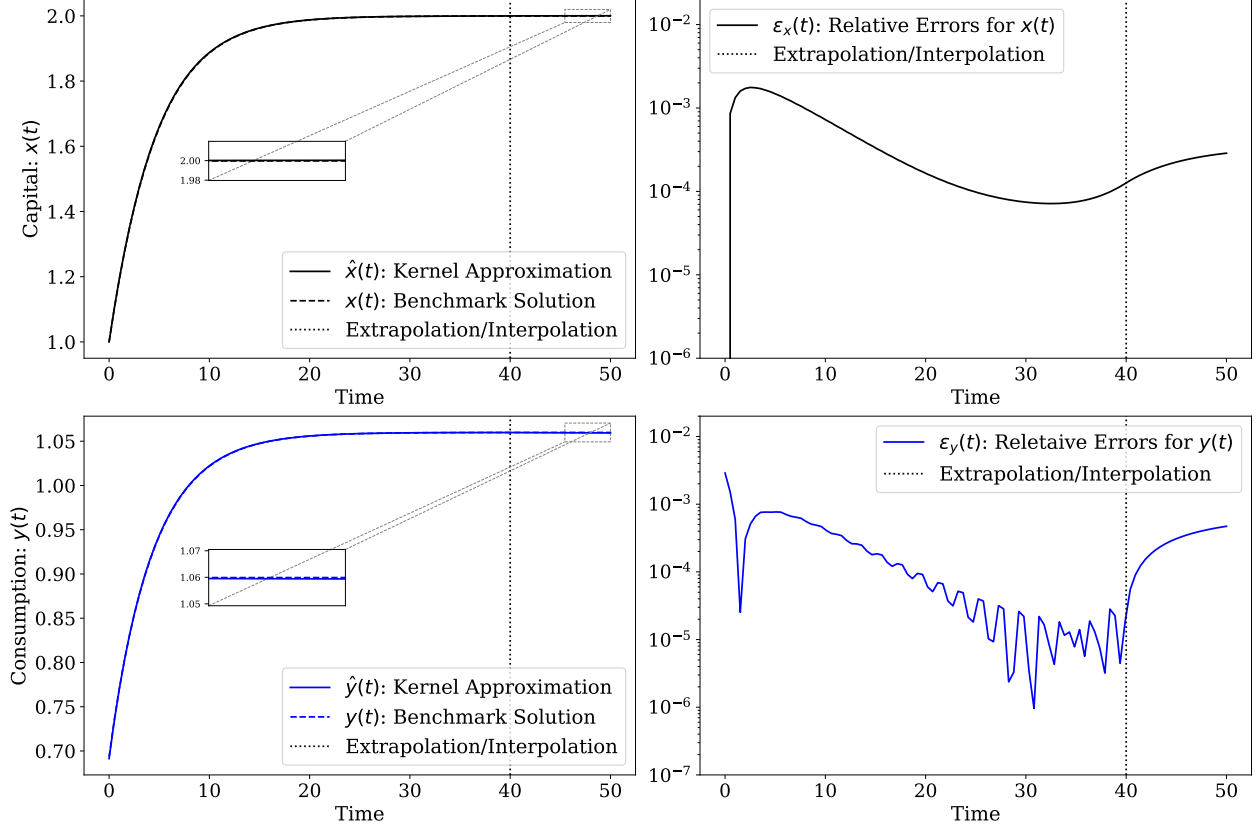 2.0
1.8
1.6
1.4
1.2
1.0
Capital: x(t)
2.00
1.98
x̂(t): Kernel Approximation
x(t): Benchmark Solution
Extrapolation/Interpolation
0 10 20 30 40 50
Time
10⁻²
10⁻³
10⁻⁴
10⁻⁵
10⁻⁶
εₓ(t): Relative Errors for x(t)
Extrapolation/Interpolation
0 10 20 30 40 50
Time
1.05
1.00
0.95
0.90
0.85
0.80
0.75
0.70
Consumption: y(t)
1.07
1.06
1.05
ŷ(t): Kernel Approximation
y(t): Benchmark Solution
Extrapolation/Interpolation
0 10 20 30 40 50
Time
10⁻²
10⁻³
10⁻⁴
10⁻⁵
10⁻⁶
10⁻⁷
ε_y(t): Reletaive Errors for y(t)
Extrapolation/Interpolation
0 10 20 30 40 50
Time